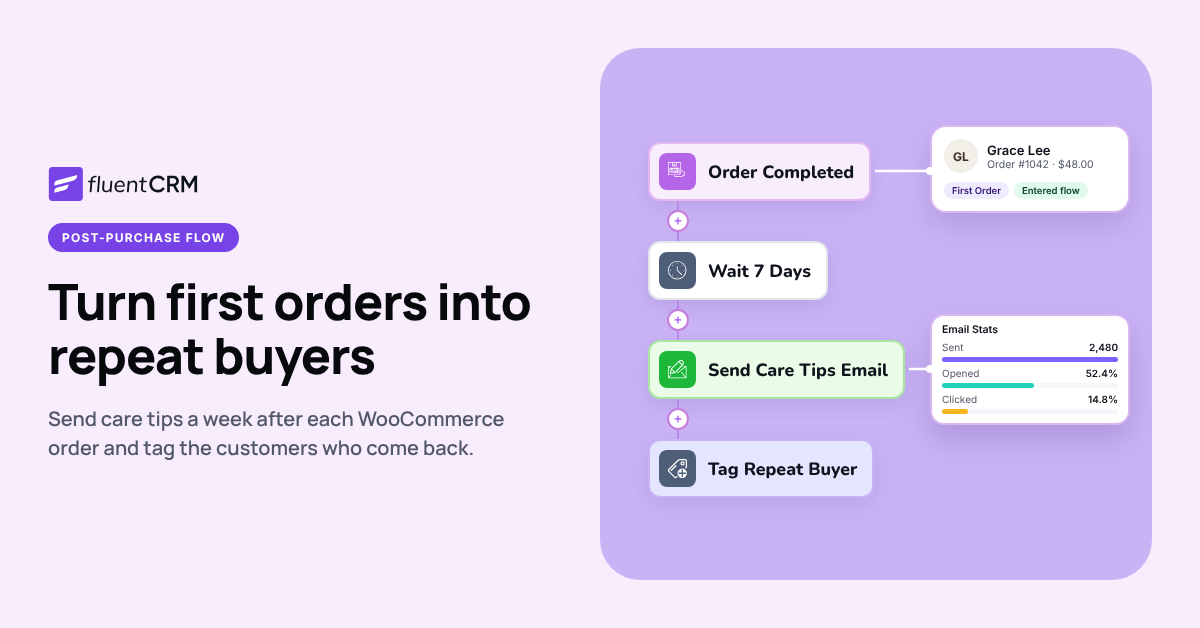 fluentCRM
POST-PURCHASE FLOW
Turn first orders into
repeat buyers
Send care tips a week after each WooCommerce
order and tag the customers who come back.
Order Completed
GL
Grace Lee
Order #1042 · $48.00
First Order
Entered flow
Wait 7 Days
Send Care Tips Email
Email Stats
Sent 2,480
Opened 52.4%
Clicked 14.8%
Tag Repeat Buyer